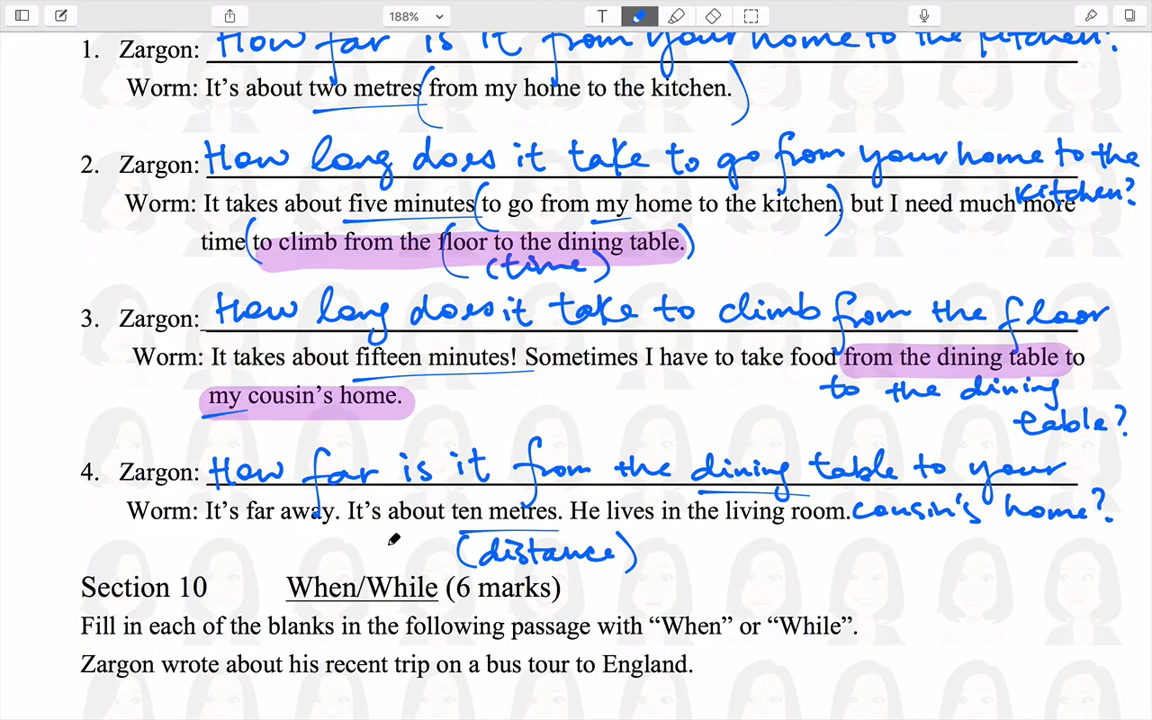 188%
T
1. Zargon: How far is it from your home to the kitchen?
Worm: It's about two metres (from my home to the kitchen.)
2. Zargon: How long does it take to go from your home to the
kitchen?
Worm: It takes about five minutes (to go from my home to the kitchen,) but I need much more
time (to climb from the (floor to the dining table.)
(time)
3. Zargon: How long does it take to climb from the floor
Worm: It takes about fifteen minutes! Sometimes I have to take food from the dining table to
to the dining
my cousin's home.
table?
4. Zargon: How far is it from the dining table to your
Worm: It's far away. It's about ten metres. He lives in the living room. cousin's home?
(distance)
Section 10 When/While (6 marks)
Fill in each of the blanks in the following passage with “When” or “While”.
Zargon wrote about his recent trip on a bus tour to England.